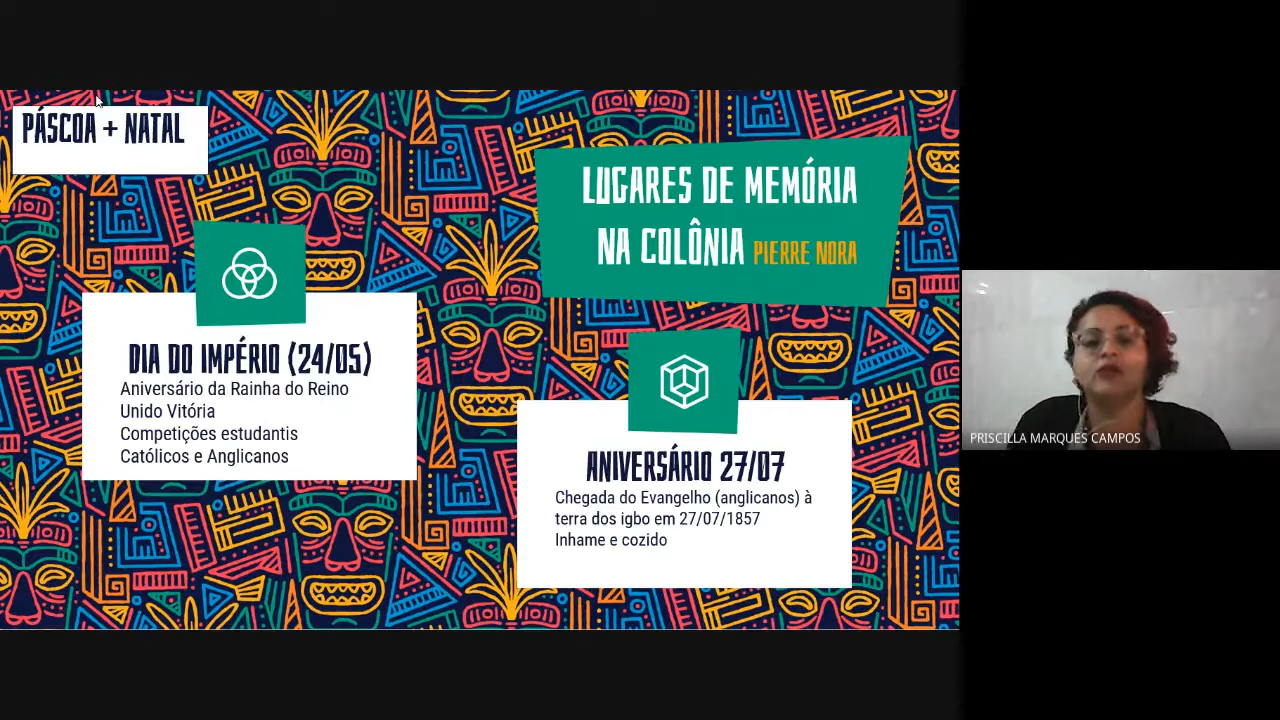 PÁSCOA + NATAL
LUGARES DE MEMÓRIA
NA COLÔNIA PIERRE NORA
DIA DO IMPÉRIO (24/05)
Aniversário da Rainha do Reino
Unido Vitória
Competições estudantis
Católicos e Anglicanos
ANIVERSÁRIO 27/07
Chegada do Evangelho (anglicanos) à
terra dos igbo em 27/07/1857
Inhame e cozido
PRISCILLA MARQUES CAMPOS